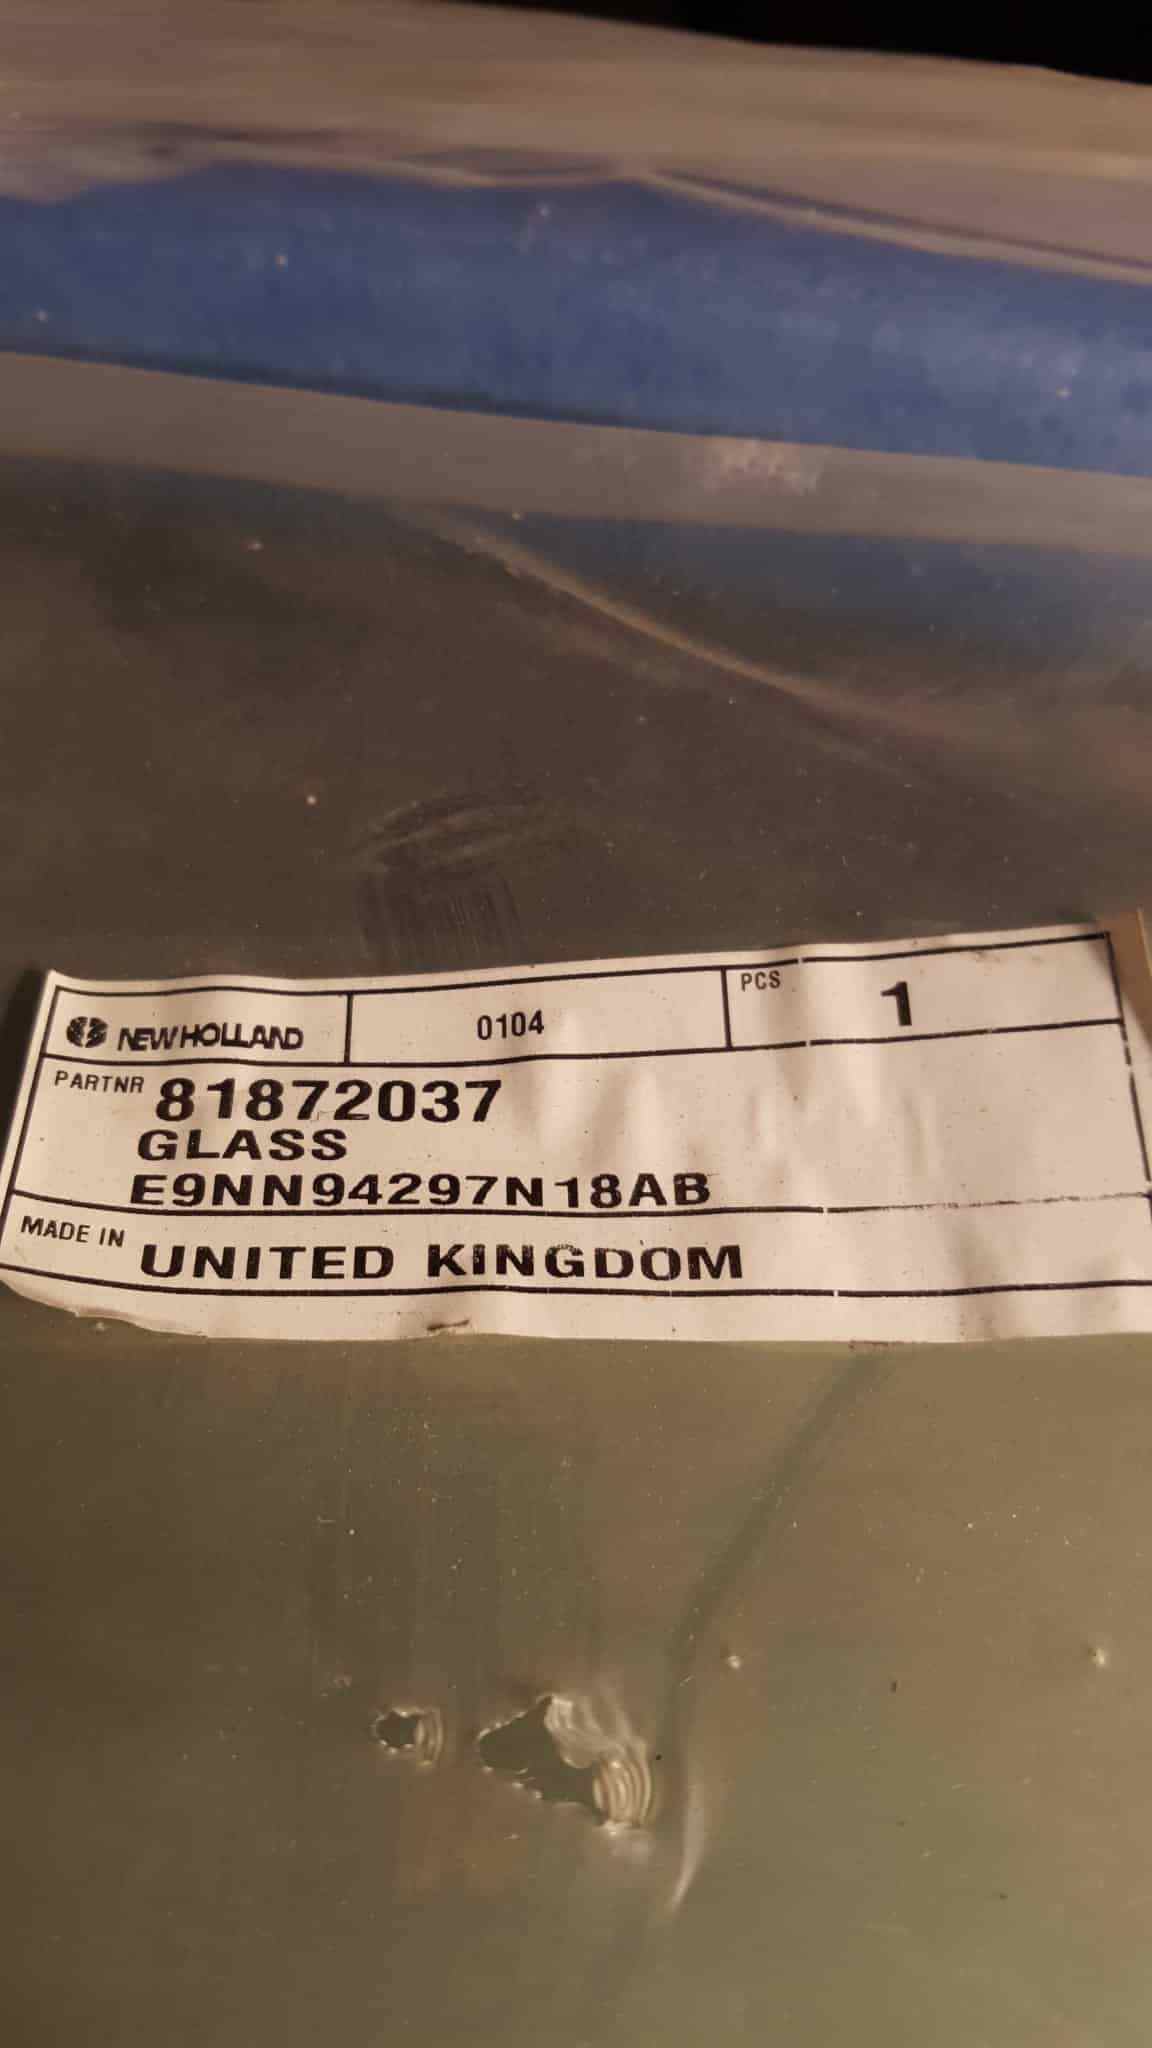 NEW HOLLAND 0104 PCS 1
PARTNR 81872037
GLASS
E9NN94297N18AB
MADE IN UNITED KINGDOM